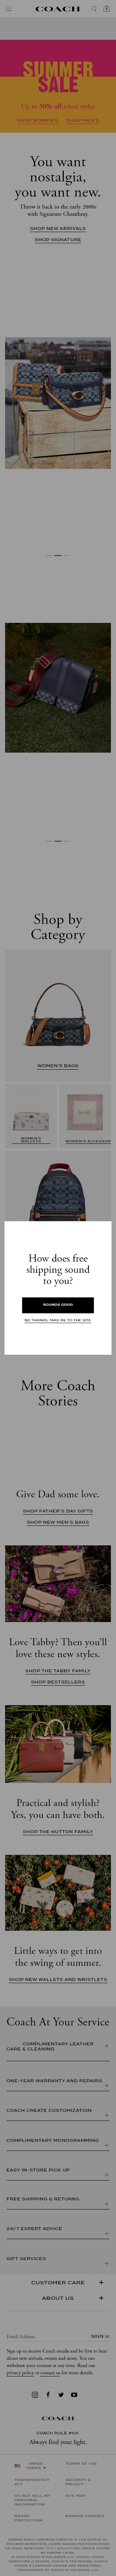 COACH
0
SUMMER
SALE
Up to 50% off select styles
SHOP WOMEN'S
SHOP MEN'S
You want
nostalgia,
you want new.
Throw it back to the early 2000s
with Signature Chambray.
SHOP NEW ARRIVALS
SHOP SIGNATURE
Shop by
Category
WOMEN'S BAGS
WOMEN'S
WALLETS
WOMEN'S ACCESSOR
How does free
shipping sound
to you?
SOUNDS GOOD
NO THANKS, TAKE ME TO THE SITE
More Coach
Stories
Give Dad some love.
SHOP FATHER'S DAY GIFTS
SHOP NEW MEN'S BAGS
Love Tabby? Then you'll
love these new styles.
SHOP THE TABBY FAMILY
SHOP BESTSELLERS
Practical and stylish?
Yes, you can have both.
SHOP THE HUTTON FAMILY
Little ways to get into
the swing of summer.
SHOP NEW WALLETS AND WRISTLETS
Coach At Your Service
COMPLIMENTARY LEATHER
CARE & CLEANING
ONE-YEAR WARRANTY AND REPAIRS
COACH CREATE CUSTOMIZATION
COMPLIMENTARY MONOGRAMMING
EASY IN-STORE PICK UP
FREE SHIPPING & RETURNS
24/7 EXPERT ADVICE
GIFT SERVICES
CUSTOMER CARE
ABOUT US
Email Address
SIGN U
Sign up to receive Coach emails and be first to hear
about new arrivals, sales and more. You can
withdraw your consent at any time. Read our
privacy policy or contact us for more details.
COACH
Always find your light.
UNITED
STATES
TERMS OF USE
TRANSPARENCY
ACT
SECURITY &
PRIVACY
DO NOT SELL MY
PERSONAL
INFORMATION
SITE MAP
BRAND
PROTECTION
MANAGE COOKIES